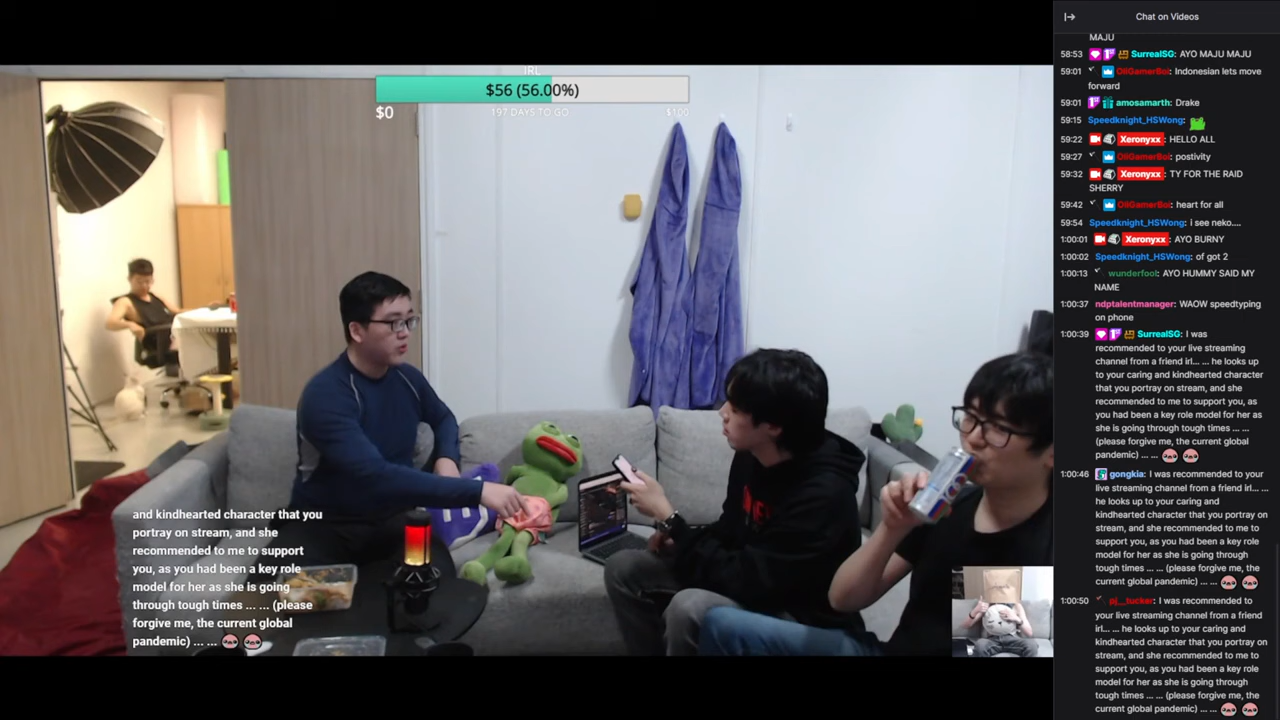 IRL
$56 (56.00%)
$0
197 DAYS TO GO
$100
and kindhearted character that you
portray on stream, and she
recommended to me to support
you, as you had been a key role
model for her as she is going
through tough times ... ... (please
forgive me, the current global
pandemic) ... ...
Chat on Videos
MAJU
58:53 SurrealSG: AYO MAJU MAJU
59:01 OliGamerBoi: Indonesian lets move
forward
59:01 amosamarth: Drake
59:15 Speedknight_HSWong:
59:22 Xeronyxx: HELLO ALL
59:27 OliGamerBoi: postivity
59:32 Xeronyxx: TY FOR THE RAID
SHERRY
59:42 OliGamerBoi: heart for all
59:54 Speedknight_HSWong: i see neko....
1:00:01 Xeronyxx: AYO BURNY
1:00:02 Speedknight_HSWong: of got 2
1:00:13 wunderfool: AYO HUMMY SAID MY
NAME
1:00:37 ndptalentmanager: WAOW speedtyping
on phone
1:00:39 SurrealSG: I was
recommended to your live streaming
channel from a friend irl... ... he looks up
to your caring and kindhearted character
that you portray on stream, and she
recommended to me to support you, as
you had been a key role model for her as
she is going through tough times ... ...
(please forgive me, the current global
pandemic) ... ...
1:00:46 gongkia: I was recommended to your
live streaming channel from a friend irl... ...
he looks up to your caring and
kindhearted character that you portray on
stream, and she recommended to me to
support you, as you had been a key role
model for her as she is going through
tough times ... ... (please forgive me, the
current global pandemic) ... ...
1:00:50 pj__tucker: I was recommended to
your live streaming channel from a friend
irl... ... he looks up to your caring and
kindhearted character that you portray on
stream, and she recommended to me to
support you, as you had been a key role
model for her as she is going through
tough times ... ... (please forgive me, the
current global pandemic) ... ...